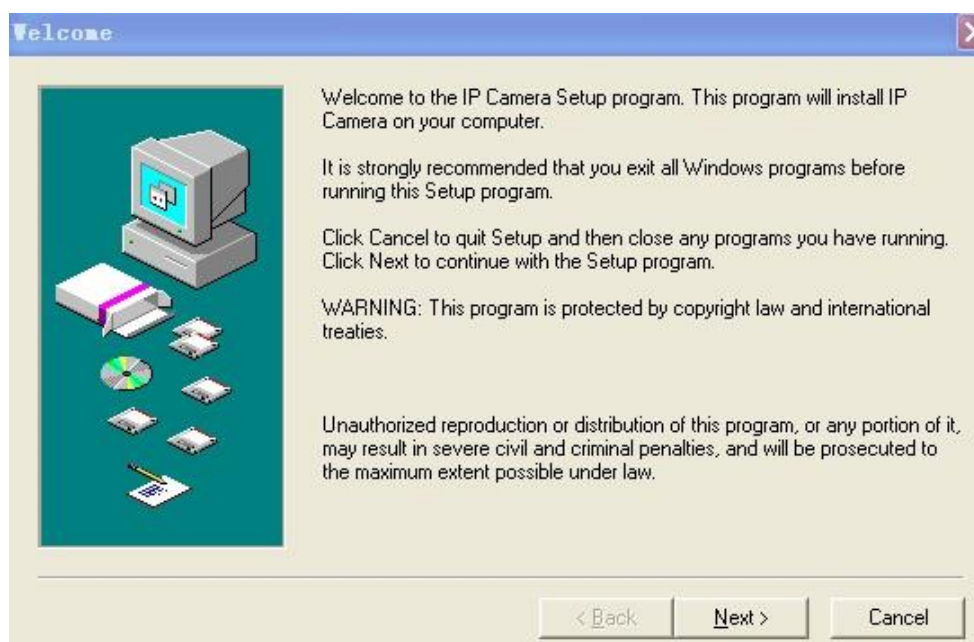 Welcome
Welcome to the IP Camera Setup program. This program will install IP
Camera on your computer.
It is strongly recommended that you exit all Windows programs before
running this Setup program.
Click Cancel to quit Setup and then close any programs you have running.
Click Next to continue with the Setup program.
WARNING: This program is protected by copyright law and international
treaties.
Unauthorized reproduction or distribution of this program, or any portion of it,
may result in severe civil and criminal penalties, and will be prosecuted to
the maximum extent possible under law.
< Back Next > Cancel